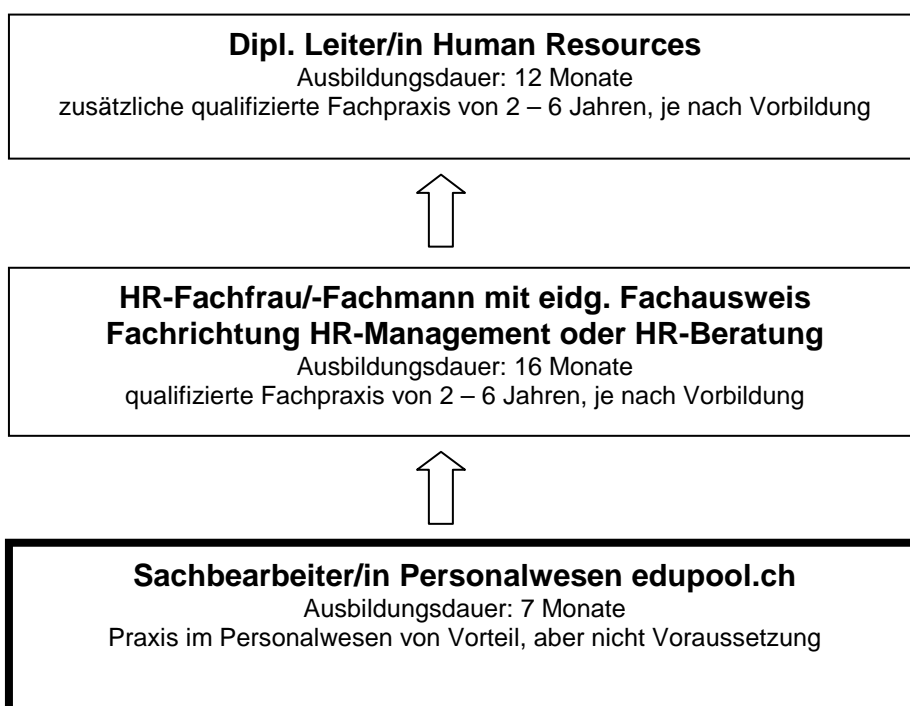 Dipl. Leiter/in Human Resources
Ausbildungsdauer: 12 Monate
zusätzliche qualifizierte Fachpraxis von 2 – 6 Jahren, je nach Vorbildung
HR-Fachfrau/-Fachmann mit eidg. Fachausweis
Fachrichtung HR-Management oder HR-Beratung
Ausbildungsdauer: 16 Monate
qualifizierte Fachpraxis von 2 – 6 Jahren, je nach Vorbildung
Sachbearbeiter/in Personalwesen edupool.ch
Ausbildungsdauer: 7 Monate
Praxis im Personalwesen von Vorteil, aber nicht Voraussetzung